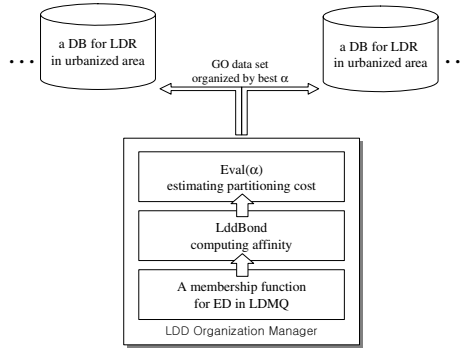 a DB for LDR
in urbanized area
a DB for LDR
in urbanized area
...
...
GO data set
organized by best α
Eval(α)
estimating partitioning cost
LddBond
computing affinity
A membership function
for ED in LDMQ
LDD Organization Manager